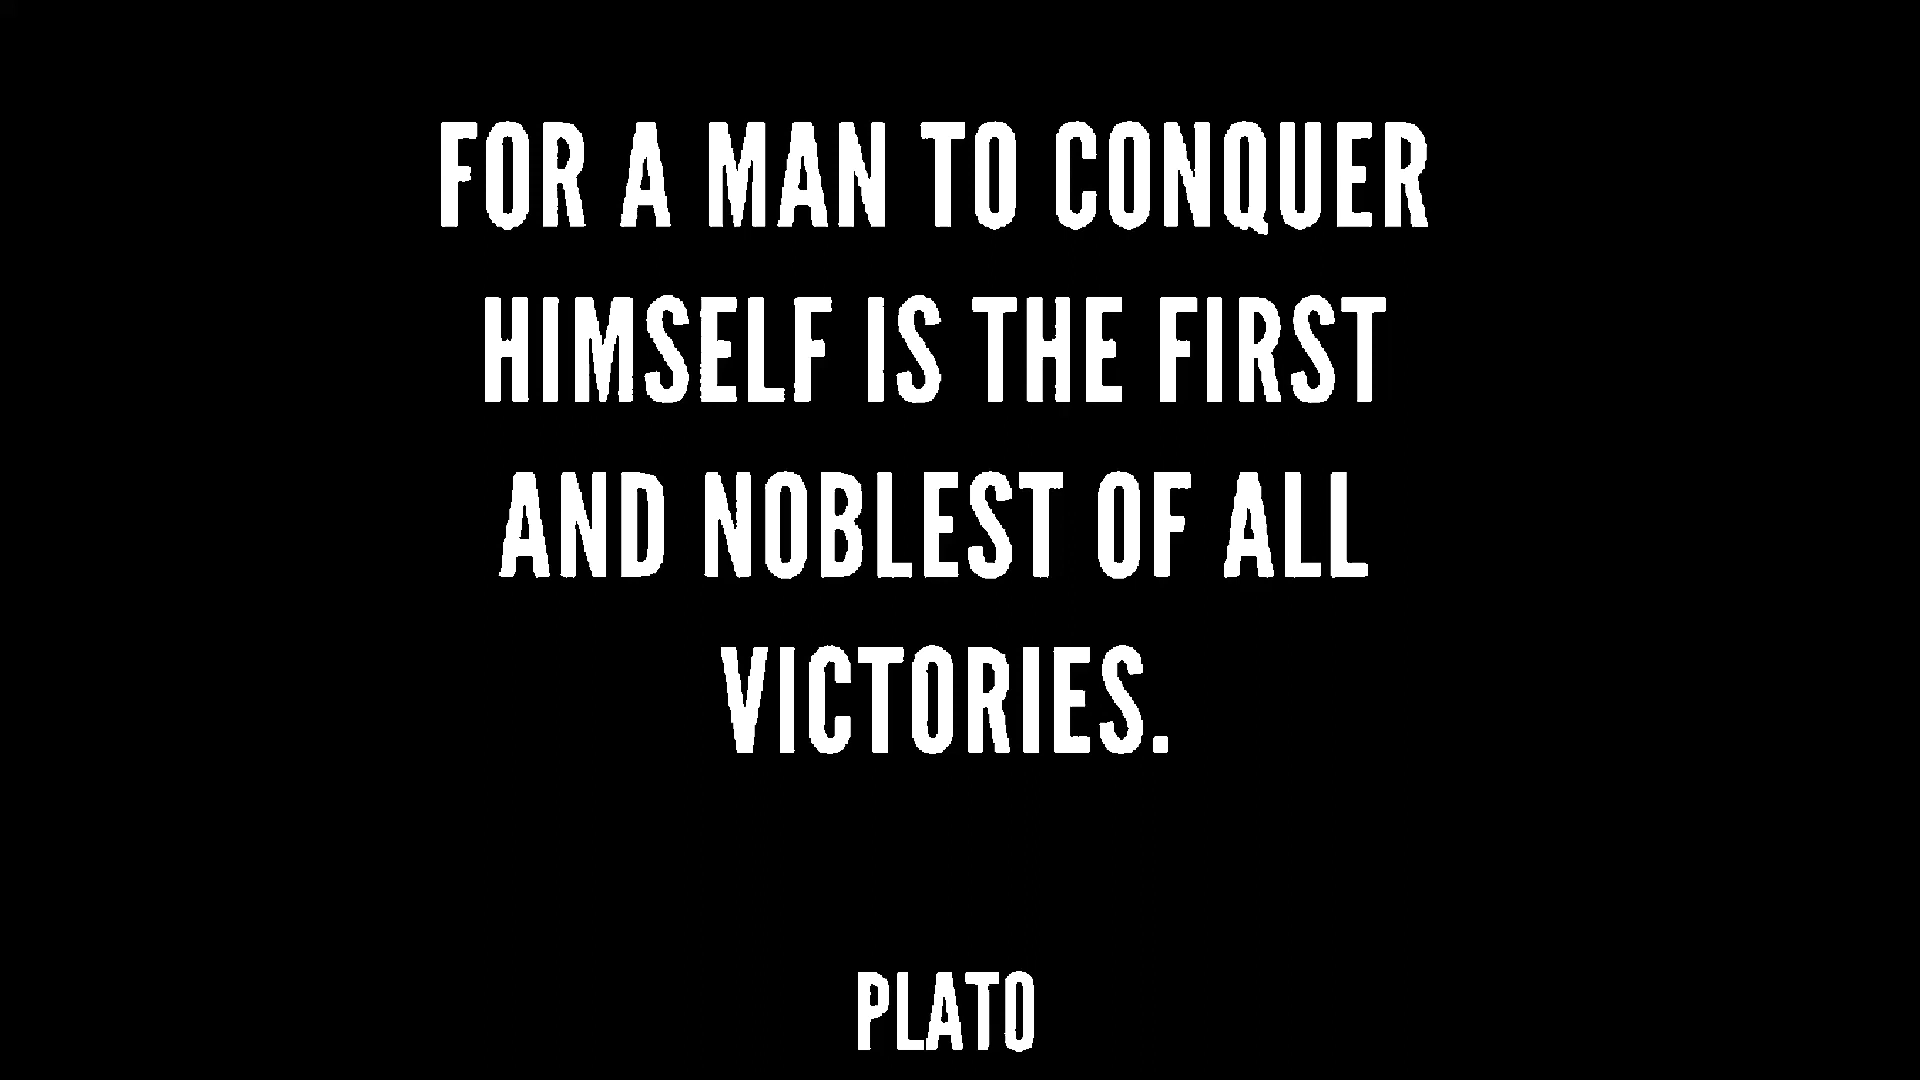 FOR A MAN TO CONQUER
HIMSELF IS THE FIRST
AND NOBLEST OF ALL
VICTORIES.
PLATO